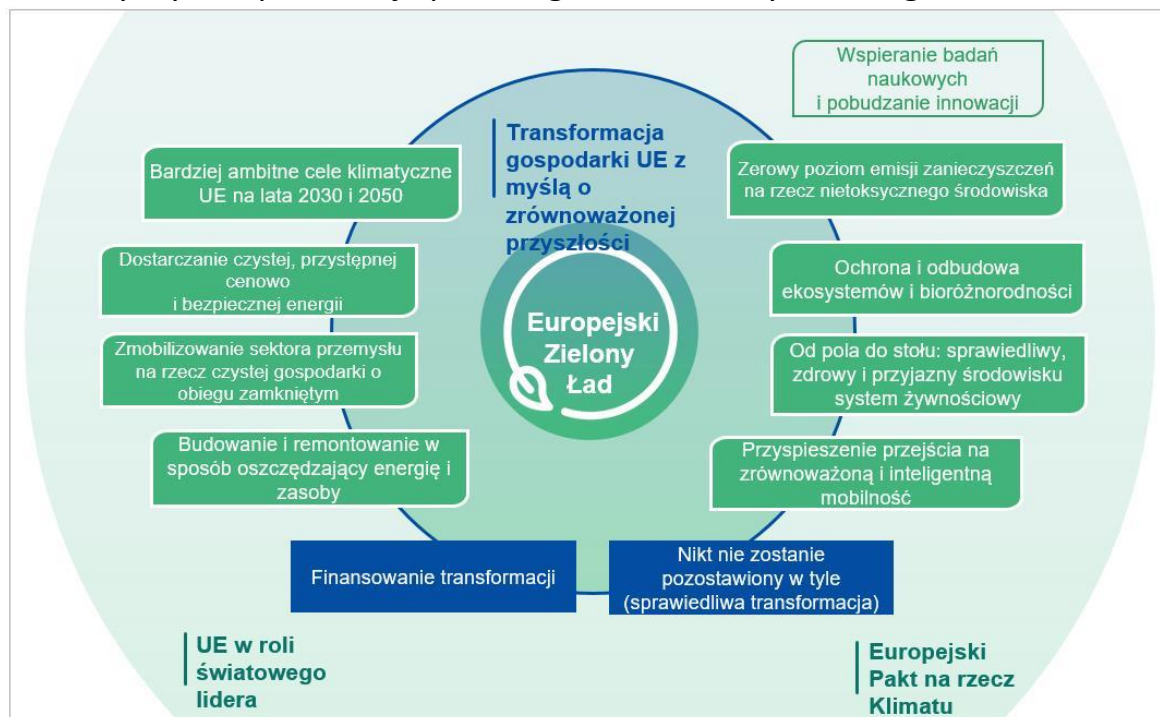 Wspieranie badań
naukowych
i pobudzanie innowacji
Transformacja
gospodarki UE z
myślą o
zrównoważonej
przyszłości
Bardziej ambitne cele klimatyczne
UE na lata 2030 i 2050
Zerowy poziom emisji zanieczyszczeń
na rzecz nietoksycznego środowiska
Dostarczanie czystej, przystępnej
cenowo
i bezpiecznej energii
Ochrona i odbudowa
ekosystemów i bioróżnorodności
Europejski
Zielony
Ład
Zmobilizowanie sektora przemysłu
na rzecz czystej gospodarki o
obiegu zamkniętym
Od pola do stołu: sprawiedliwy,
zdrowy i przyjazny środowisku
system żywnościowy
Budowanie i remontowanie w
sposób oszczędzający energię i
zasoby
Przyspieszenie przejścia na
zrównoważoną i inteligentną
mobilność
Finansowanie transformacji
Nikt nie zostanie
pozostawiony w tyle
(sprawiedliwa transformacja)
UE w roli
światowego
lidera
Europejski
Pakt na rzecz
Klimatu